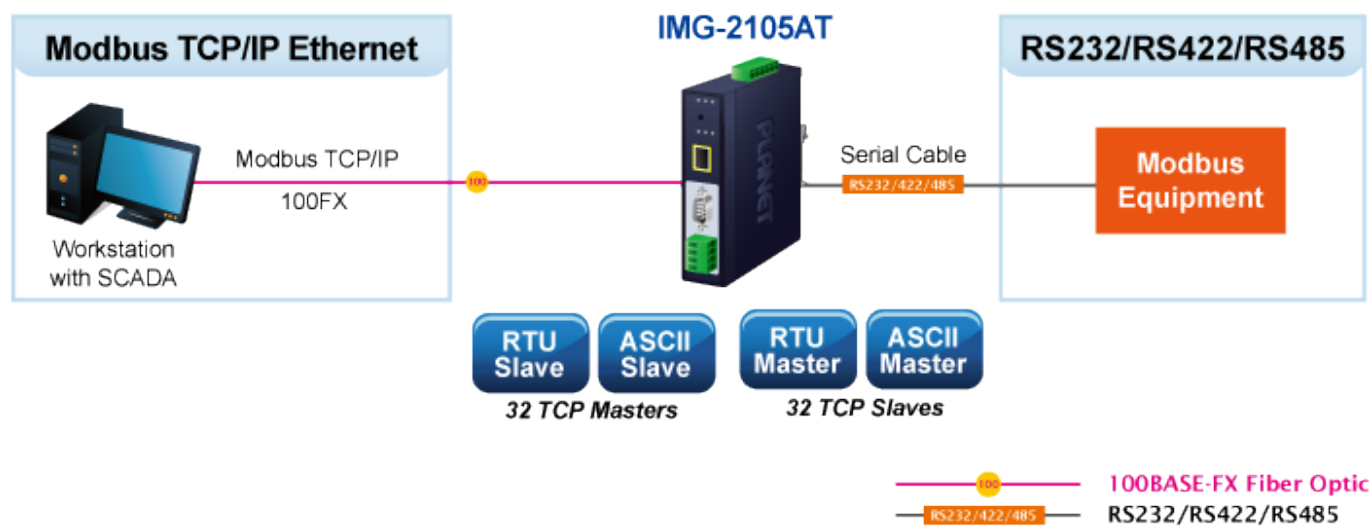 IMG-2105AT
Modbus TCP/IP Ethernet
RS232/RS422/RS485
PLANET
Modbus TCP/IP
100
100FX
Serial Cable
RS232/422/485
Modbus
Equipment
Workstation
with SCADA
RTU
Slave
ASCII
Slave
RTU
Master
ASCII
Master
32 TCP Masters
32 TCP Slaves
100
100BASE-FX Fiber Optic
RS232/422/485
RS232/RS422/RS485